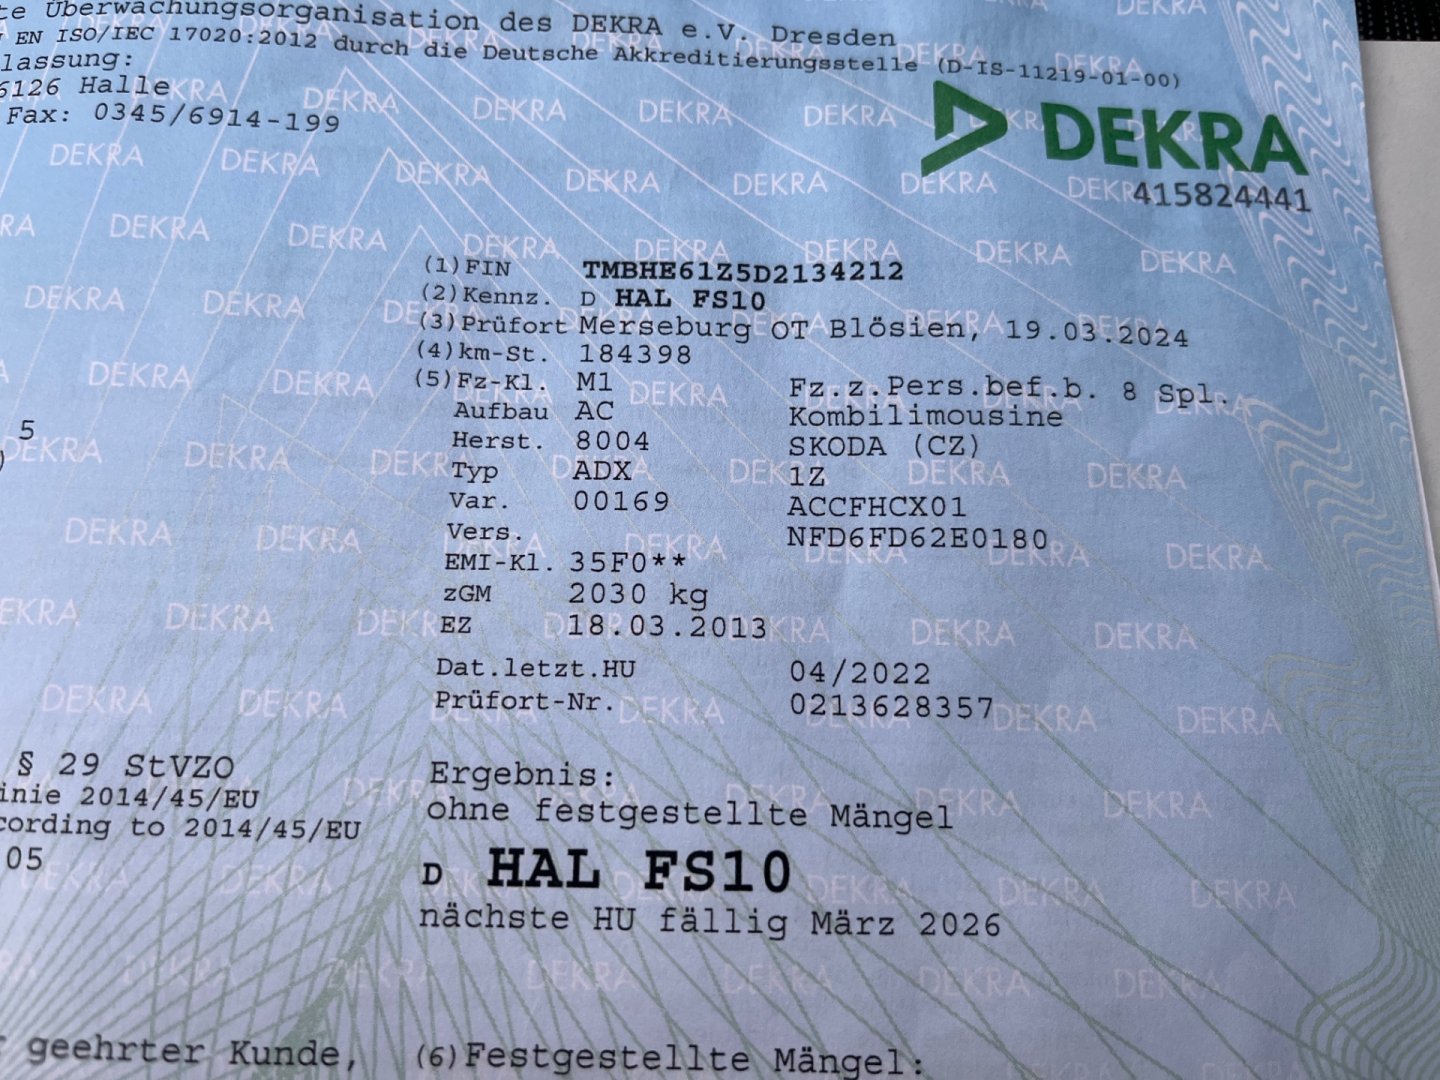 te Überwachungsorganisation des DEKRA e.V. Dresden
EN ISO/IEC 17020:2012 durch die Deutsche Akkreditierungsstelle (D-IS-11219-01-00)
lassung:
6126 Halle
Fax: 0345/6914-199
DEKRA
415824441
(1)FIN TMBHE61Z5D2134212
(2)Kennz. D HAL FS10
(3)Prüfort Merseburg OT Blösien, 19.03.2024
(4)km-St. 184398
(5)Fz-Kl. M1 Fz.z.Pers.bef.b. 8 Spl.
Aufbau AC Kombilimousine
5
Herst. 8004 SKODA (CZ)
)
Typ ADX 1Z
Var. 00169 ACCFHCX01
Vers. NFD6FD62E0180
EMI-Kl. 35F0**
zGM 2030 kg
EZ 18.03.2013
Dat.letzt.HU 04/2022
Prüfort-Nr. 0213628357
§ 29 StVZO
inie 2014/45/EU
cording to 2014/45/EU
05
Ergebnis:
ohne festgestellte Mängel
D HAL FS10
nächste HU fällig März 2026
r geehrter Kunde,
(6)Festgestellte Mängel: